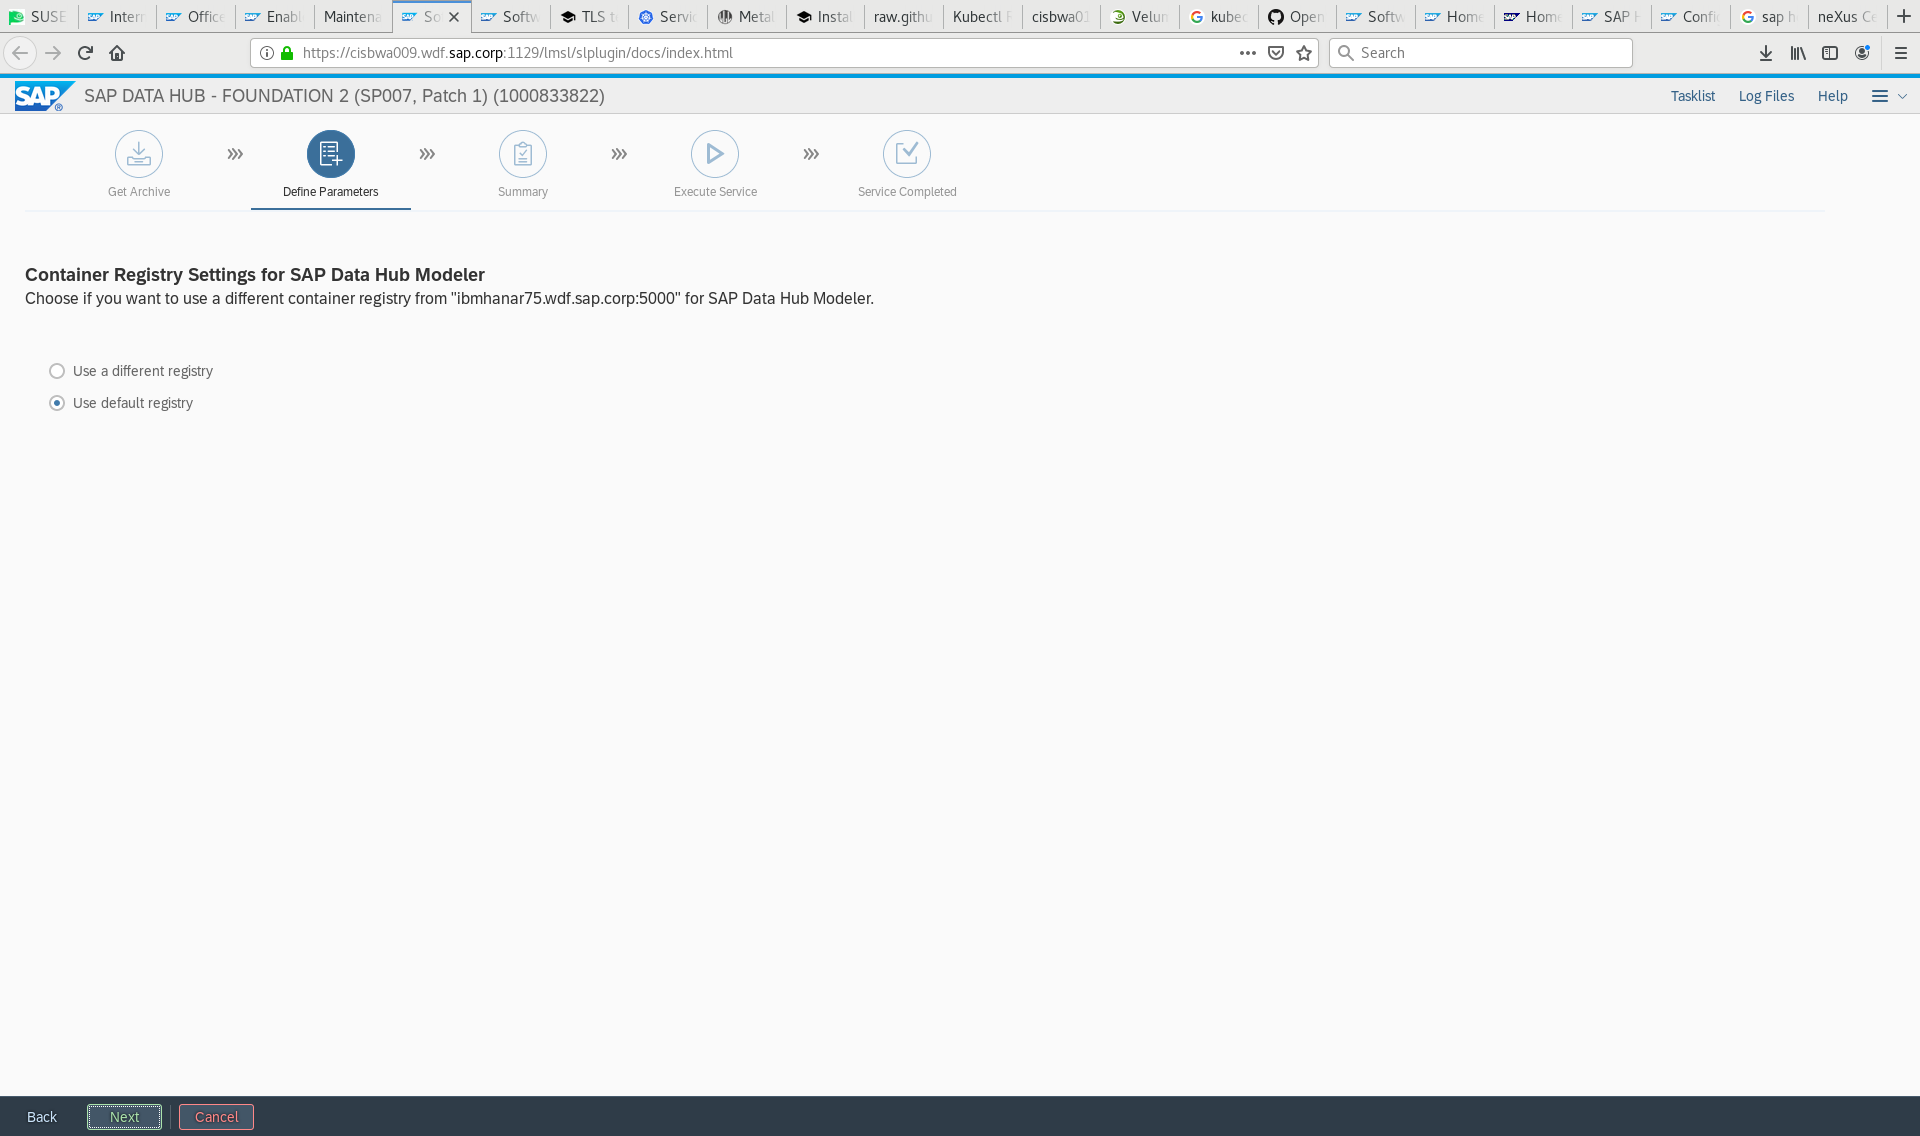 SUSE
Intern
Office
Enabl
Maintena
So
Softw
TLS t
Servic
Metal
Install
raw.githu
Kubectl
cisbwa01
Velun
kubec
Open
Softw
Home
Home
SAP H
Confi
sap h
neXus Ce
https://cisbwa009.wdf.sap.corp:1129/lmsl/slplugin/docs/index.html
Search
SAP
SAP DATA HUB - FOUNDATION 2 (SP007, Patch 1) (1000833822)
Tasklist
Log Files
Help
Get Archive
Define Parameters
Summary
Execute Service
Service Completed
Container Registry Settings for SAP Data Hub Modeler
Choose if you want to use a different container registry from "ibmhanar75.wdf.sap.corp:5000" for SAP Data Hub Modeler.
Use a different registry
Use default registry
Back
Next
Cancel